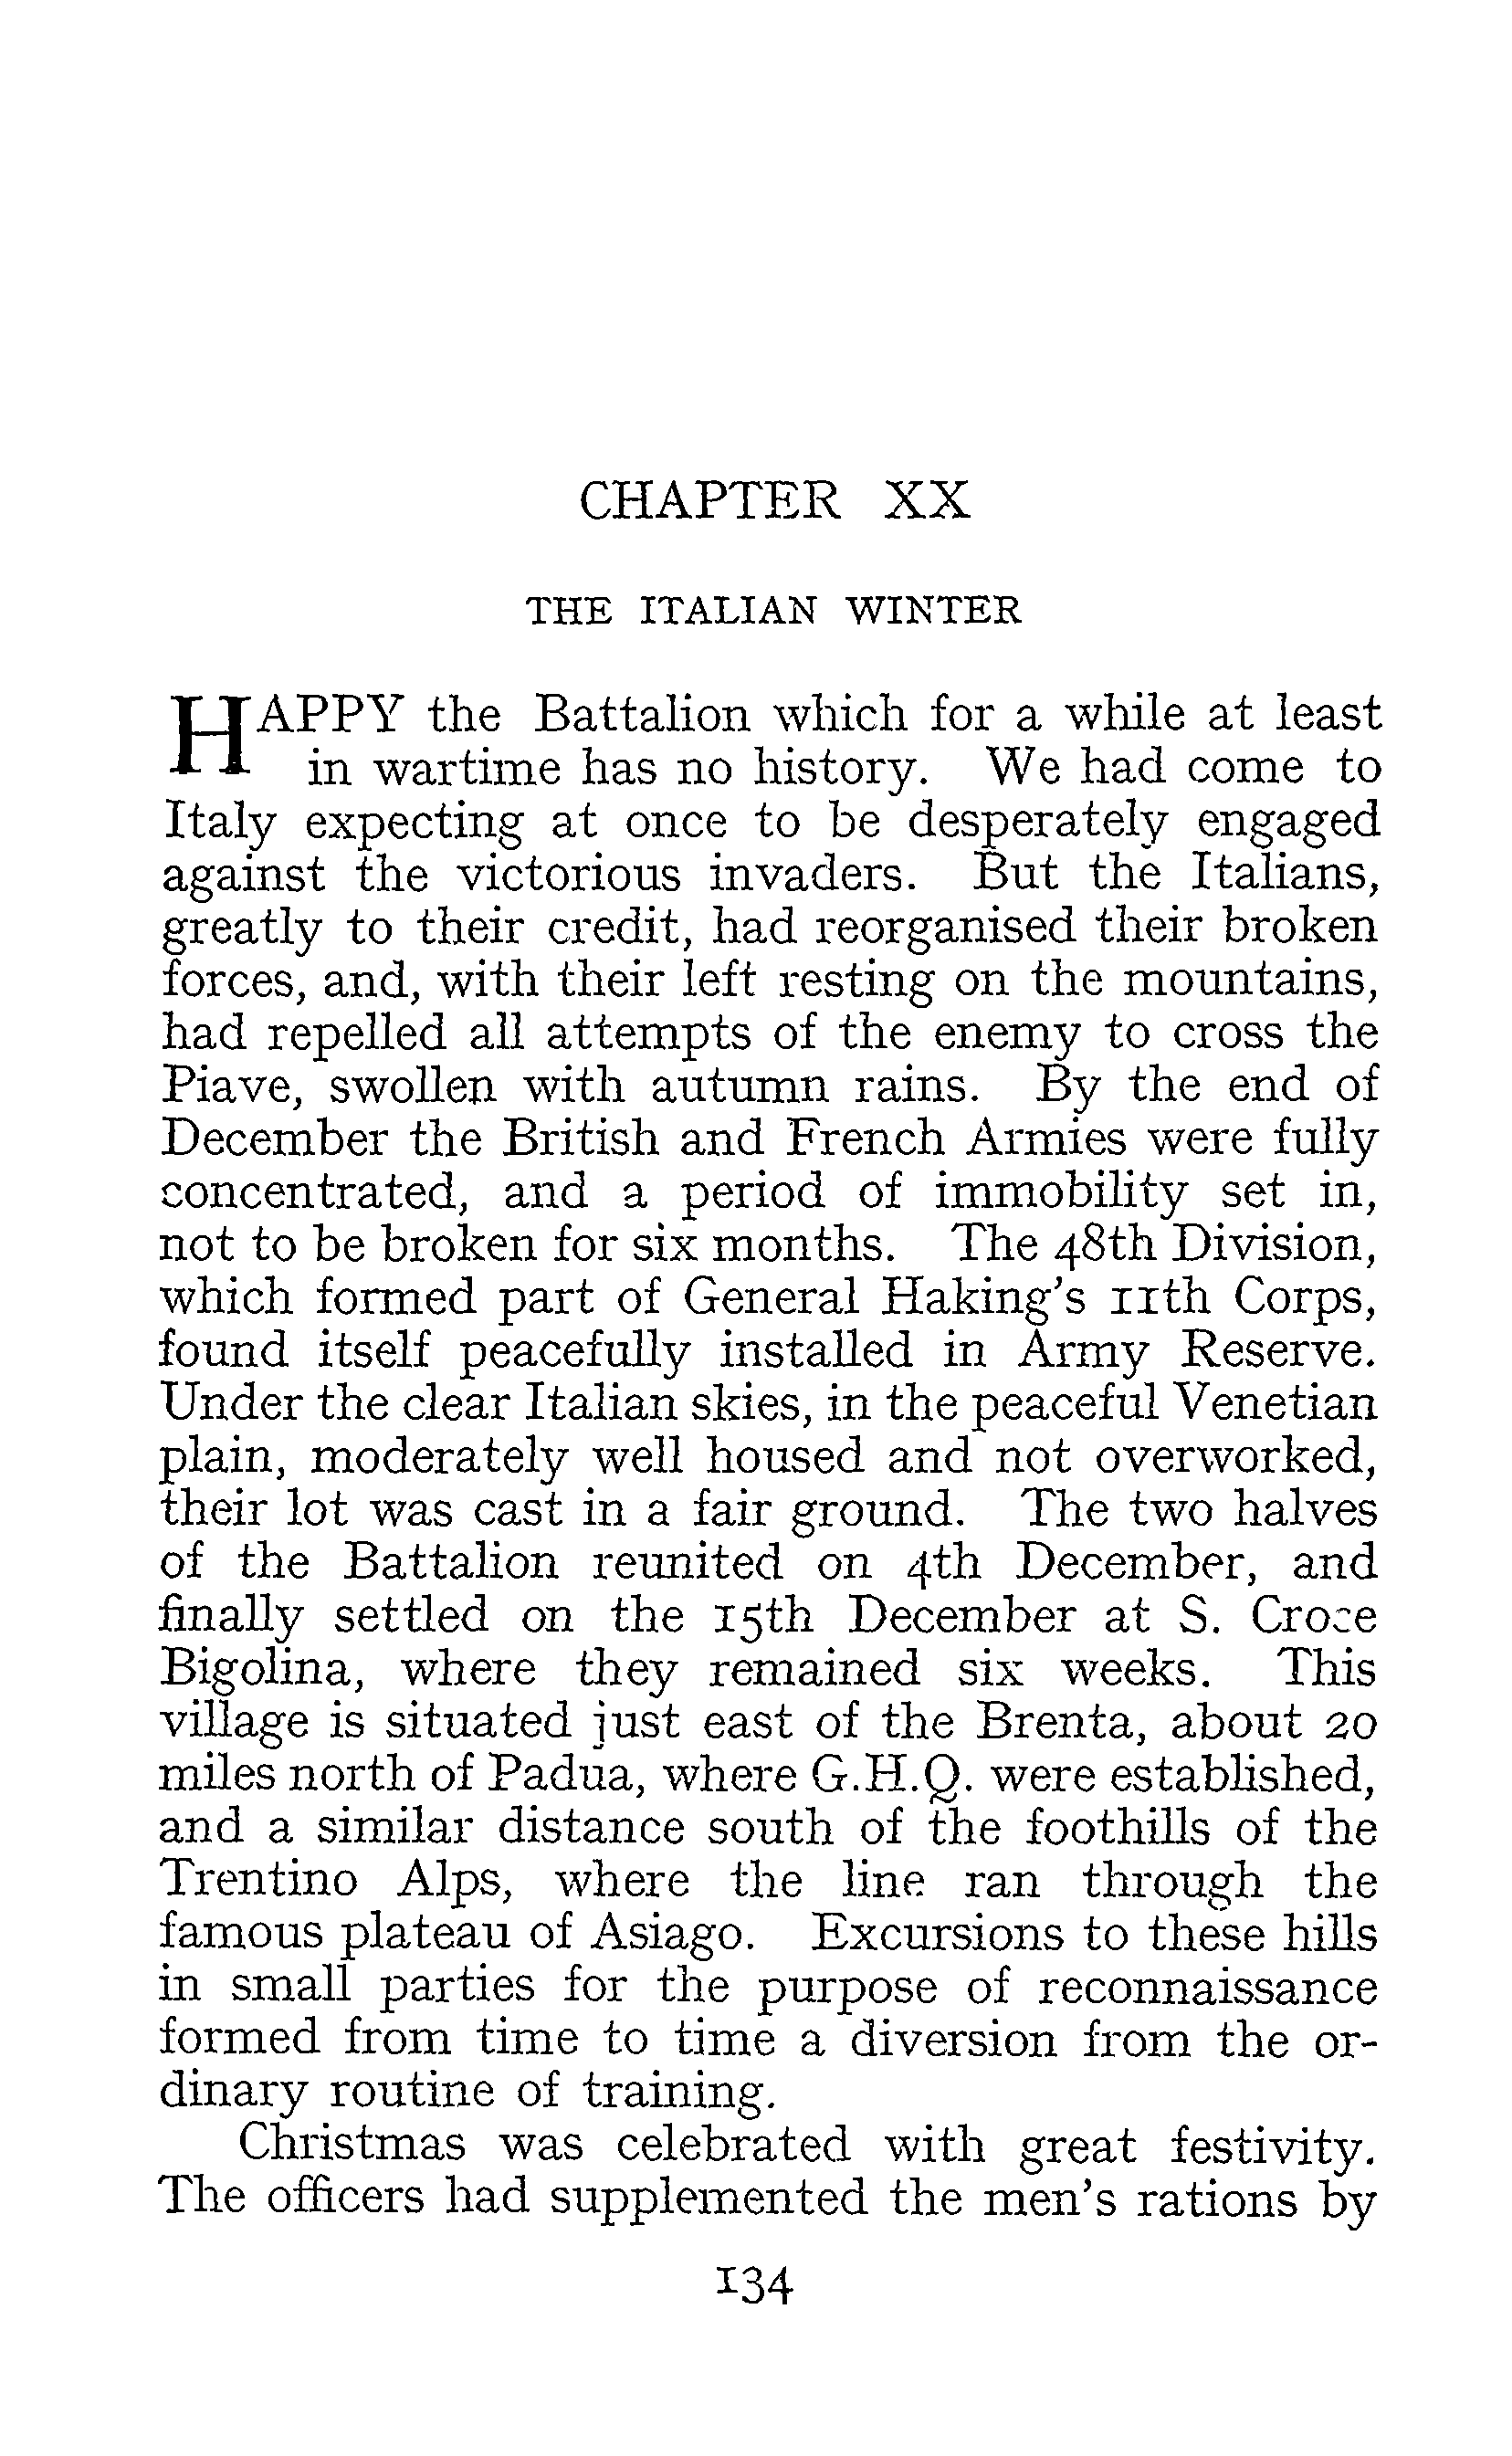 CHAPTER XX
THE ITALIAN WINTER
HAPPY the Battalion which for a while at least
in wartime has no history. We had come to
Italy expecting at once to be desperately engaged
against the victorious invaders. But the Italians,
greatly to their credit, had reorganised their broken
forces, and, with their left resting on the mountains,
had repelled all attempts of the enemy to cross the
Piave, swollen with autumn rains. By the end of
December the British and French Armies were fully
concentrated, and a period of immobility set in,
not to be broken for six months. The 48th Division,
which formed part of General Haking's 11th Corps,
found itself peacefully installed in Army Reserve.
Under the clear Italian skies, in the peaceful Venetian
plain, moderately well housed and not overworked,
their lot was cast in a fair ground. The two halves
of the Battalion reunited on 4th December, and
finally settled on the 15th December at S. Croce
Bigolina, where they remained six weeks. This
village is situated just east of the Brenta, about 20
miles north of Padua, where G.H.Q. were established,
and a similar distance south of the foothills of the
Trentino Alps, where the line ran through the
famous plateau of Asiago. Excursions to these hills
in small parties for the purpose of reconnaissance
formed from time to time a diversion from the or-
dinary routine of training.
Christmas was celebrated with great festivity.
The officers had supplemented the men's rations by
134